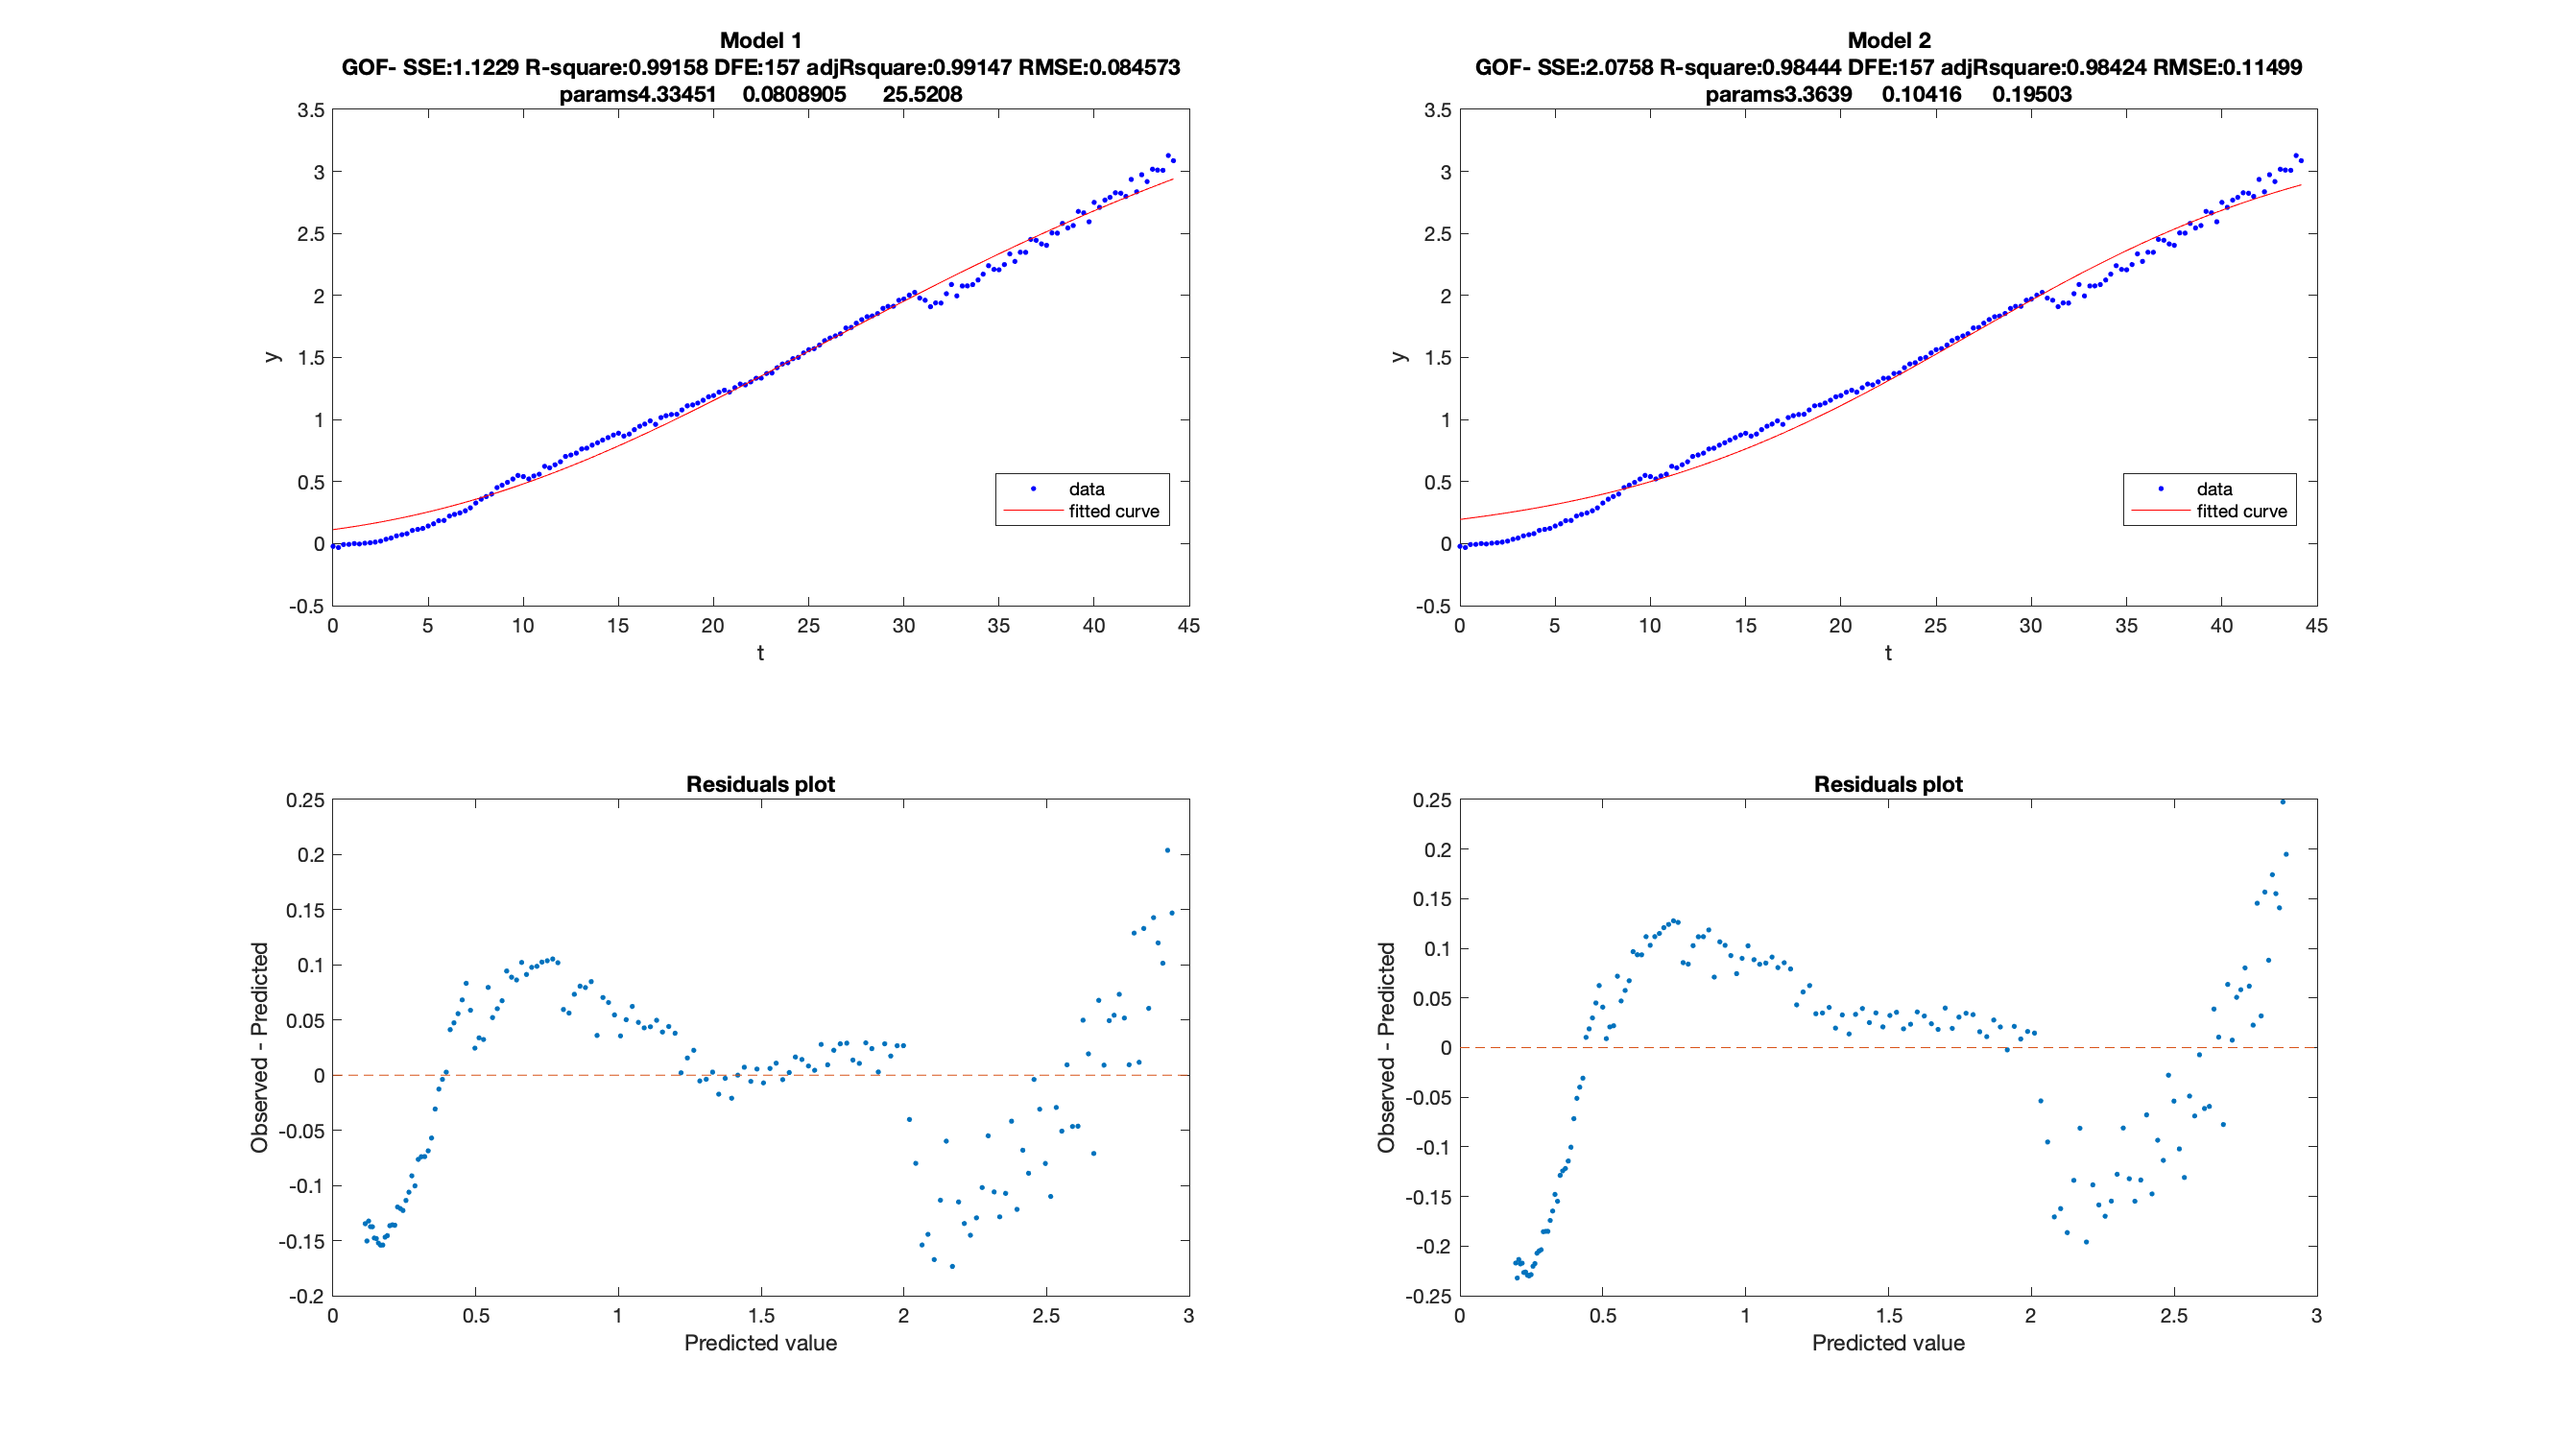 Model 1
GOF- SSE:1.1229 R-square:0.99158 DFE:157 adjRsquare:0.99147 RMSE:0.084573
params4.33451 0.0808905 25.5208
3.5
3
2.5
2
1.5
1
0.5
0
-0.5
y
0 5 10 15 20 25 30 35 40 45
t
data
fitted curve
Model 2
GOF- SSE:2.0758 R-square:0.98444 DFE:157 adjRsquare:0.98424 RMSE:0.11499
params3.3639 0.10416 0.19503
3.5
3
2.5
2
1.5
1
0.5
0
-0.5
y
0 5 10 15 20 25 30 35 40 45
t
data
fitted curve
Residuals plot
0.25
0.2
0.15
0.1
0.05
0
-0.05
-0.1
-0.15
-0.2
Observed - Predicted
0 0.5 1 1.5 2 2.5 3
Predicted value
Residuals plot
0.25
0.2
0.15
0.1
0.05
0
-0.05
-0.1
-0.15
-0.2
-0.25
Observed - Predicted
0 0.5 1 1.5 2 2.5 3
Predicted value